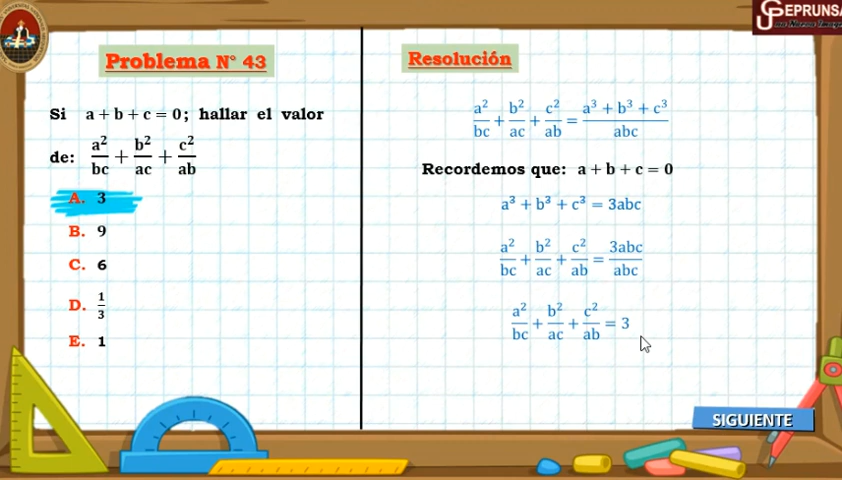 CEPRUNSA
Problema N° 43
Si a + b + c = 0; hallar el valor
de: a²/bc + b²/ac + c²/ab
A. 3
B. 9
C. 6
D. 1/3
E. 1
Resolución
a²/bc + b²/ac + c²/ab = a³ + b³ + c³/abc
Recordemos que: a + b + c = 0
a³ + b³ + c³ = 3abc
a²/bc + b²/ac + c²/ab = 3abc/abc
a²/bc + b²/ac + c²/ab = 3
SIGUIENTE